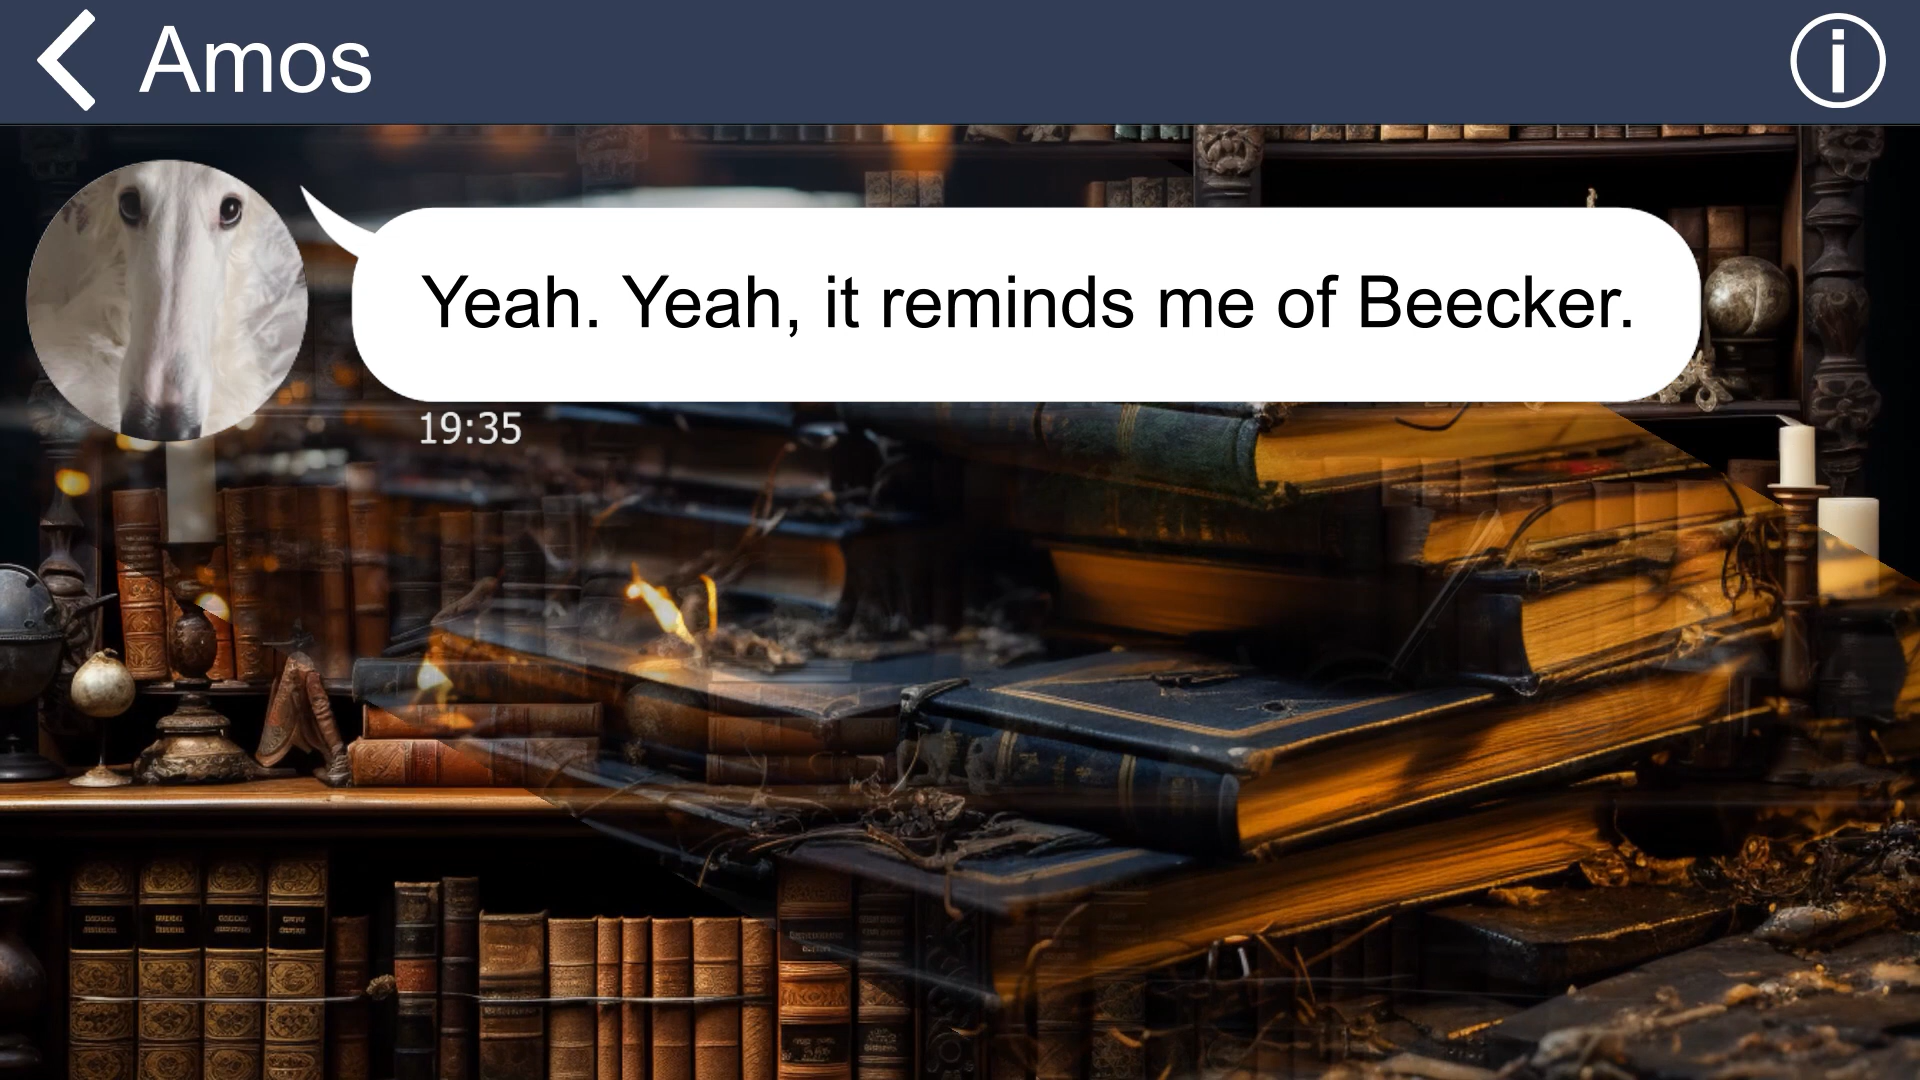 Amos
Yeah. Yeah, it reminds me of Beecker.
19:35